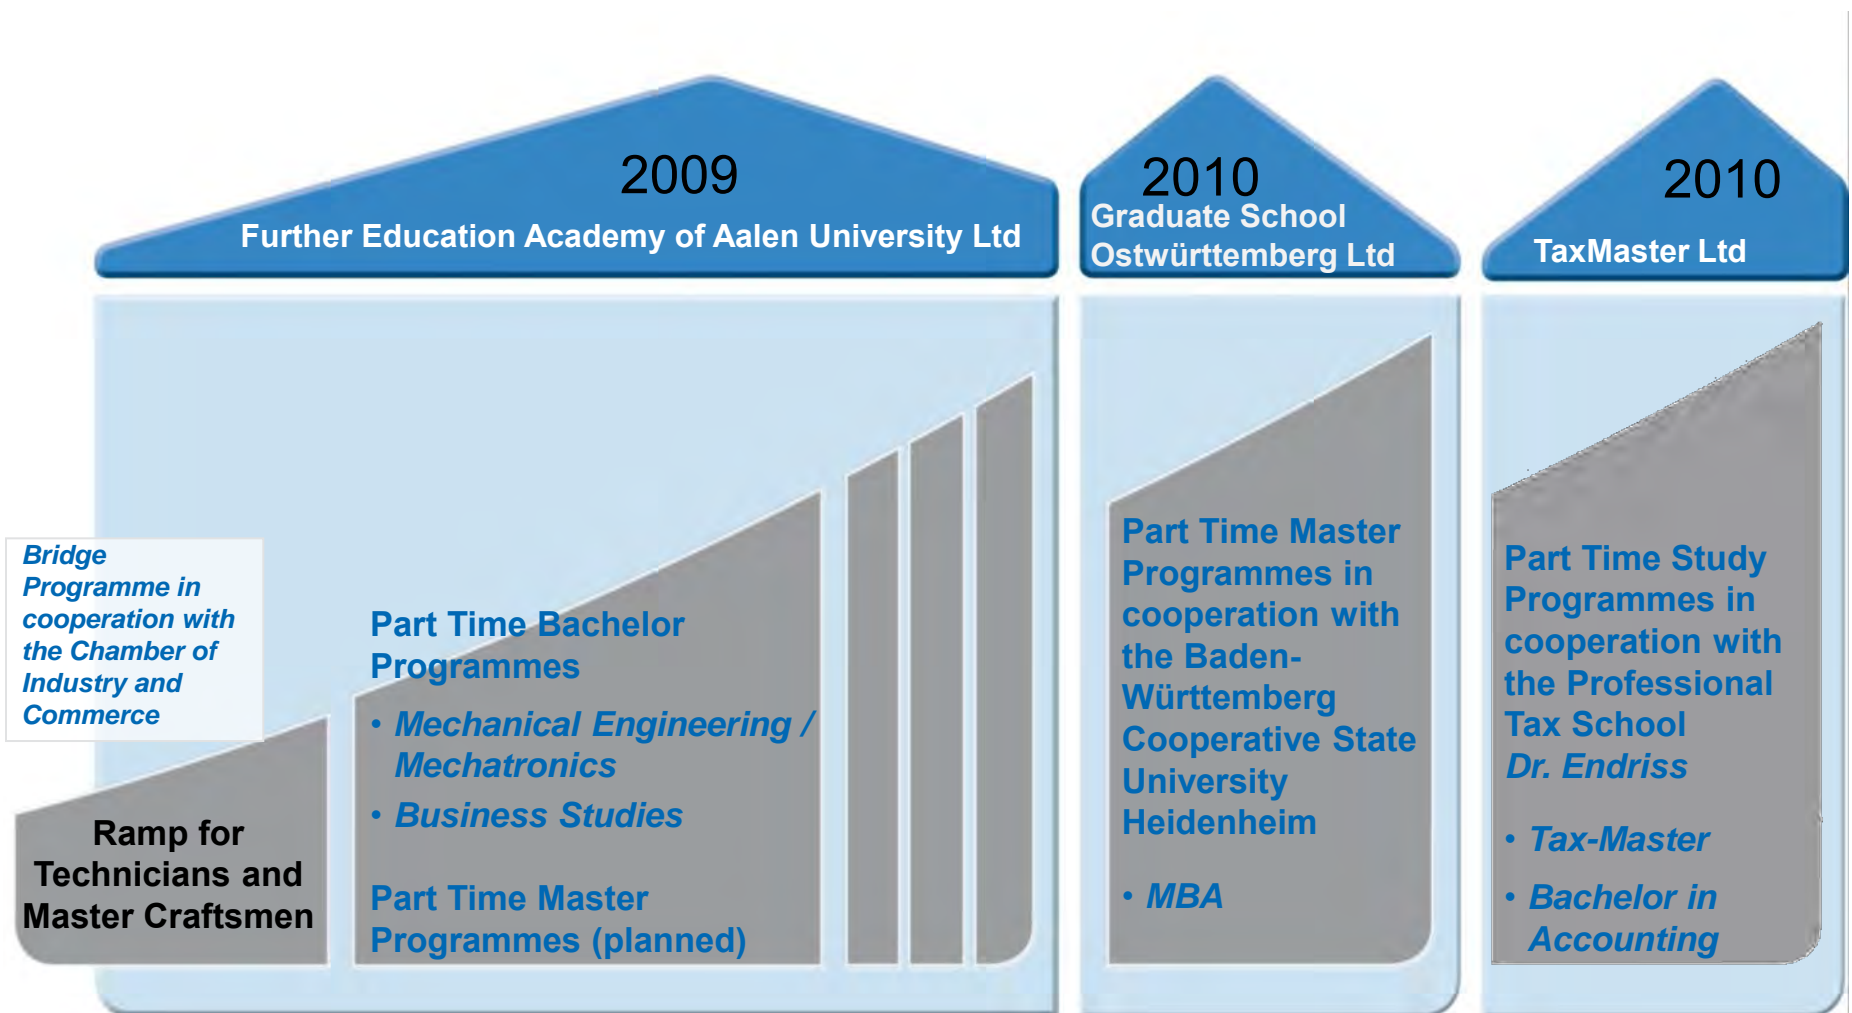 2009
Further Education Academy of Aalen University Ltd
2010
Graduate School
Ostwürttemberg Ltd
2010
TaxMaster Ltd
Bridge
Programme in
cooperation with
the Chamber of
Industry and
Commerce
Ramp for
Technicians and
Master Craftsmen
Part Time Bachelor
Programmes
• Mechanical Engineering /
Mechatronics
• Business Studies
Part Time Master
Programmes (planned)
Part Time Master
Programmes in
cooperation with
the Baden-
Württemberg
Cooperative State
University
Heidenheim
• MBA
Part Time Study
Programmes in
cooperation with
the Professional
Tax School
Dr. Endriss
• Tax-Master
• Bachelor in
Accounting